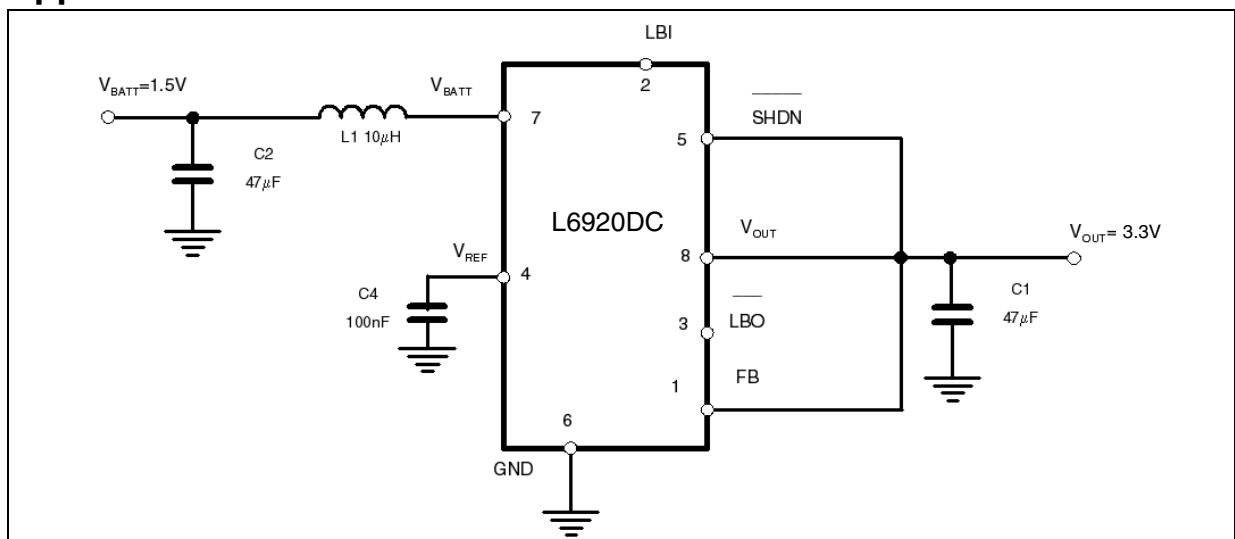 LBI
2
V_BATT=1.5V
V_BATT
7
L1 10μH
C2
47μF
SHDN
5
L6920DC
V_OUT
8
V_OUT= 3.3V
V_REF
4
C4
100nF
C1
47μF
3
LBO
FB
1
6
GND